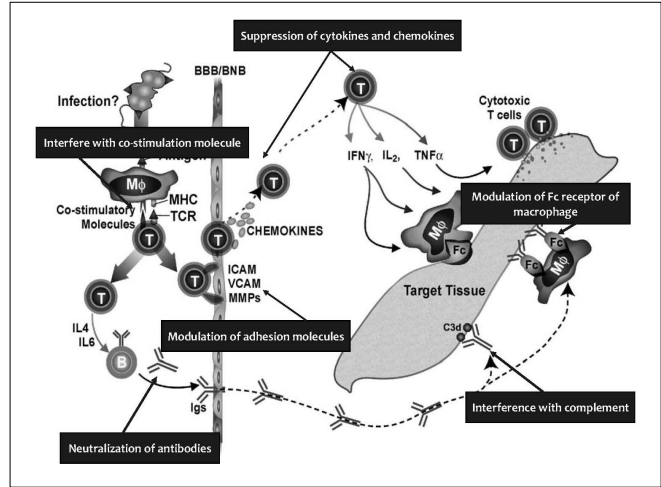 Suppression of cytokines and chemokines
BBB/BNB
T
Infection?
Cytotoxic
T cells
T
T
Interfere with co-stimulation molecule
IFNγ,
IL2,
TNFα
Mϕ
MHC
TCR
Co-stimulatory
Molecules
T
T
T
CHEMOKINES
Modulation of Fc receptor of
macrophage
Mϕ
Fc
Fc
Fc
Mϕ
T
T
ICAM
VCAM
MMPs
Target Tissue
IL4
IL6
B
Modulation of adhesion molecules
C3d
Igs
Interference with complement
Neutralization of antibodies